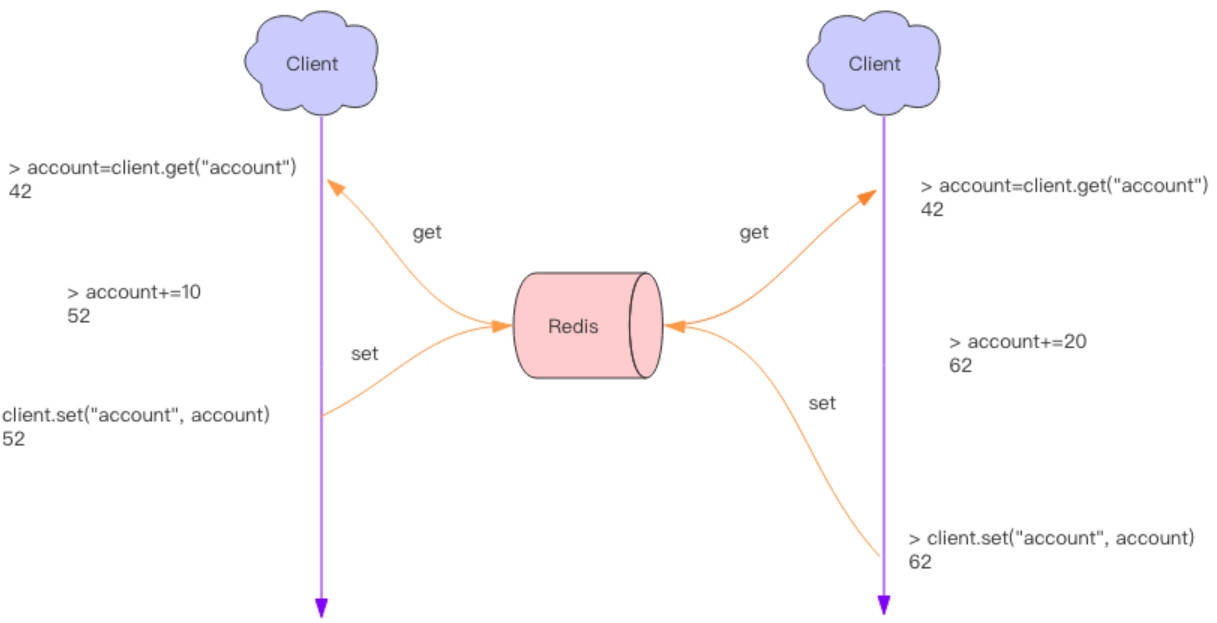 Client
Client
> account=client.get("account")
42
> account=client.get("account")
42
get
get
> account+=10
52
Redis
> account+=20
62
set
set
client.set("account", account)
52
> client.set("account", account)
62